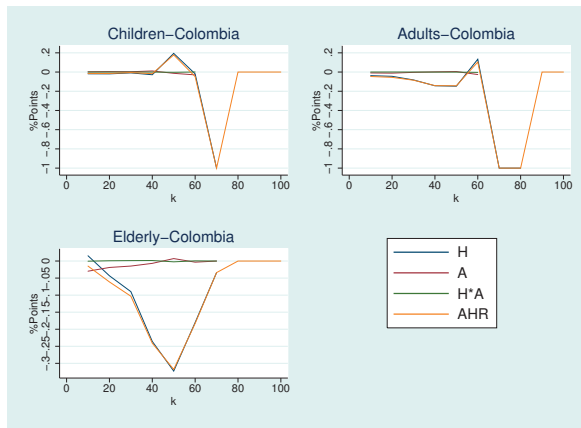 Children−Colombia
%Points
.2
0
−.2
−.4
−.6
−.8
−1
0 20 40 60 80 100
k
Adults−Colombia
%Points
.2
0
−.2
−.4
−.6
−.8
−1
0 20 40 60 80 100
k
Elderly−Colombia
%Points
−.3−.25−.2−.15−.1−.05 0
0 20 40 60 80 100
k
H
A
H*A
AHR